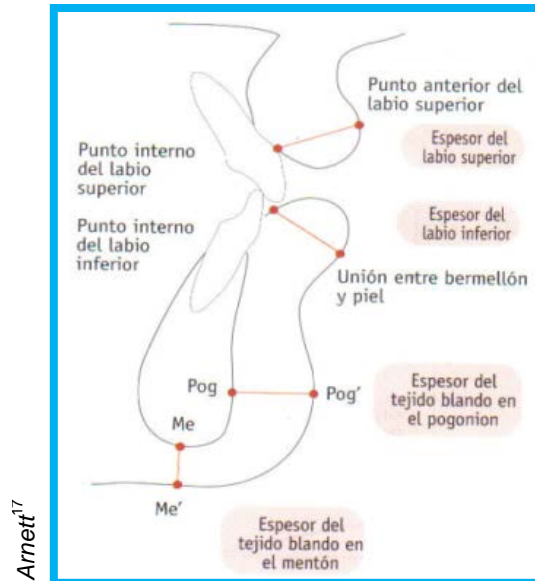 Punto anterior del
labio superior
Espesor del
labio superior
Punto interno
del labio
superior
Espesor del
labio inferior
Punto interno
del labio
inferior
Unión entre bermellón
y piel
Pog
Pog'
Espesor del
tejido blando en
el pogonion
Me
Me'
Espesor del
tejido blando en
el mentón
Arnett17